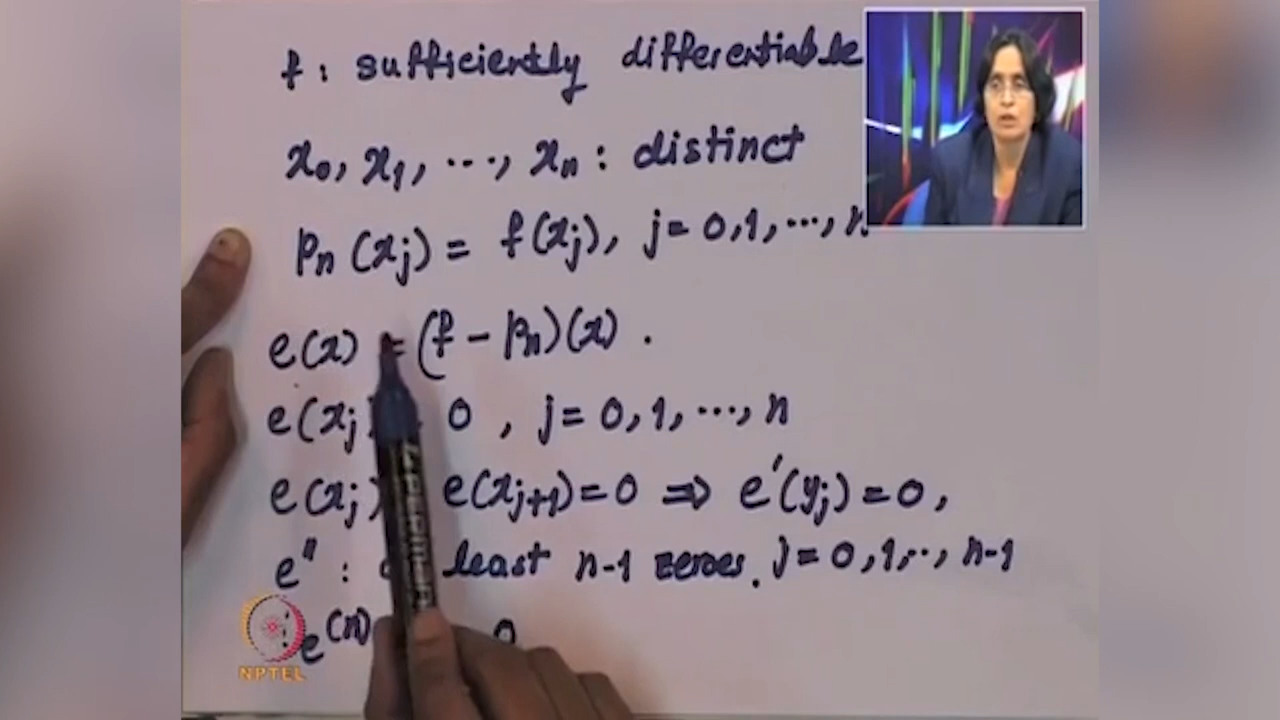 f : sufficiently differentiable
x₀, x₁, ..., xₙ : distinct
pₙ(xⱼ) = f(xⱼ), j = 0, 1, ..., n
e(x) = (f - pₙ)(x) .
e(xⱼ) 0 , j = 0, 1, ..., n
e(xⱼ) e(xⱼ₊₁) = 0 ⇒ e'(yⱼ) = 0 ,
e'' : least n-1 zeroes. j = 0, 1, .., n-1
e⁽ⁿ⁾ 0
NPTEL